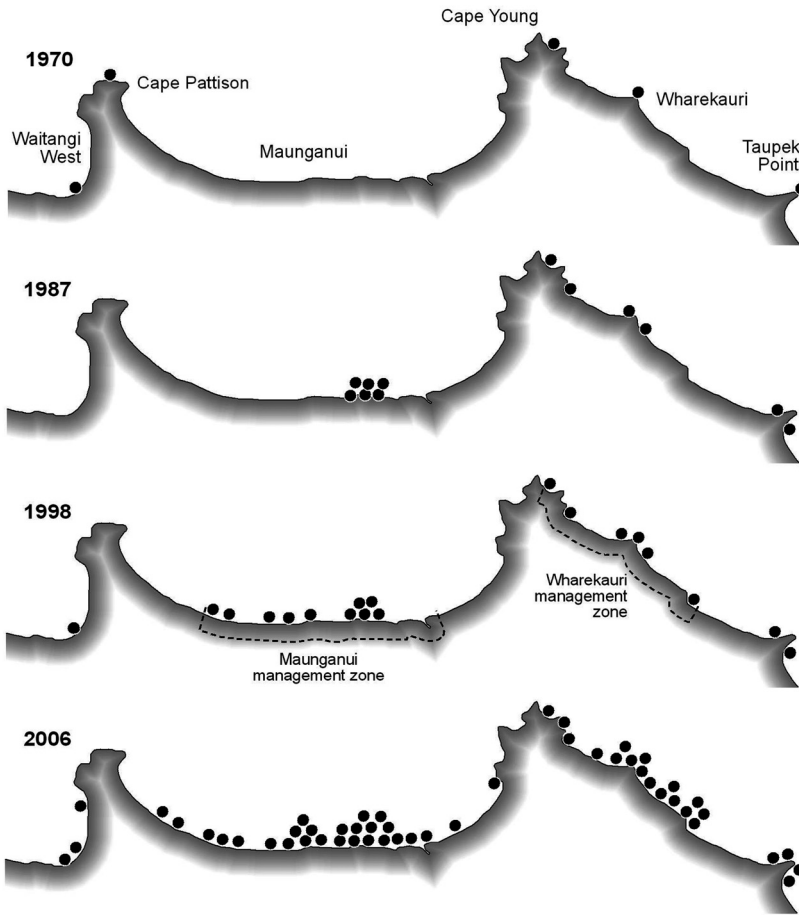 Cape Young
1970
Cape Pattison
Wharekauri
Waitangi
West
Maunganui
Taupek
Point
1987
1998
Wharekauri
management
zone
Maunganui
management zone
2006